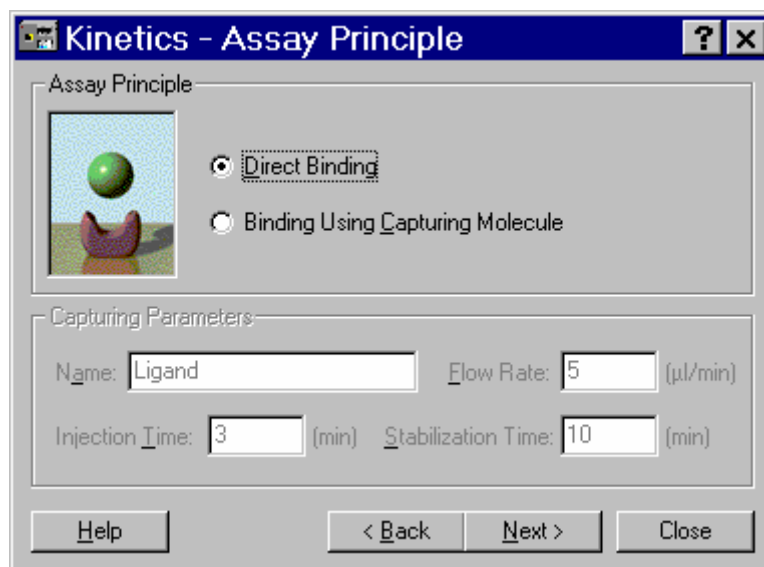 Kinetics - Assay Principle
Assay Principle
Direct Binding
Binding Using Capturing Molecule
Capturing Parameters
Name: Ligand Flow Rate: 5 (µl/min)
Injection Time: 3 (min) Stabilization Time: 10 (min)
Help < Back Next > Close